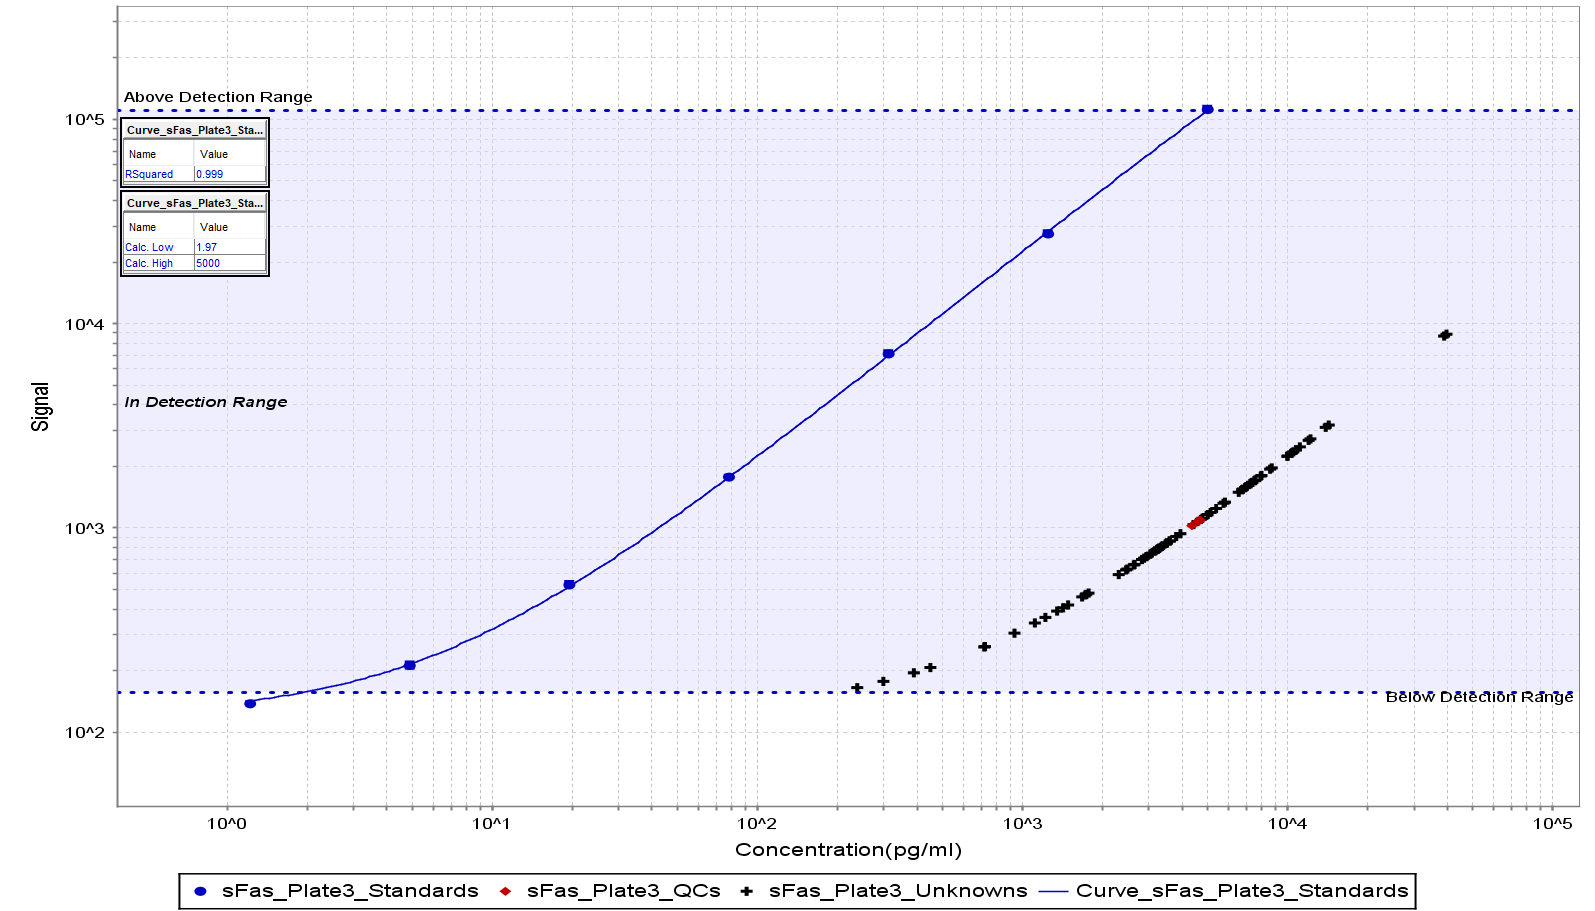 Above Detection Range
10^5
Curve_sFas_Plate3_Sta...
Name Value
RSquared 0.999
Curve_sFas_Plate3_Sta...
Name Value
Calc. Low 1.97
Calc. High 5000
10^4
In Detection Range
Signal
10^3
Below Detection Range
10^2
10^0 10^1 10^2 10^3 10^4 10^5
Concentration(pg/ml)
sFas_Plate3_Standards sFas_Plate3_QCs sFas_Plate3_Unknowns Curve_sFas_Plate3_Standards